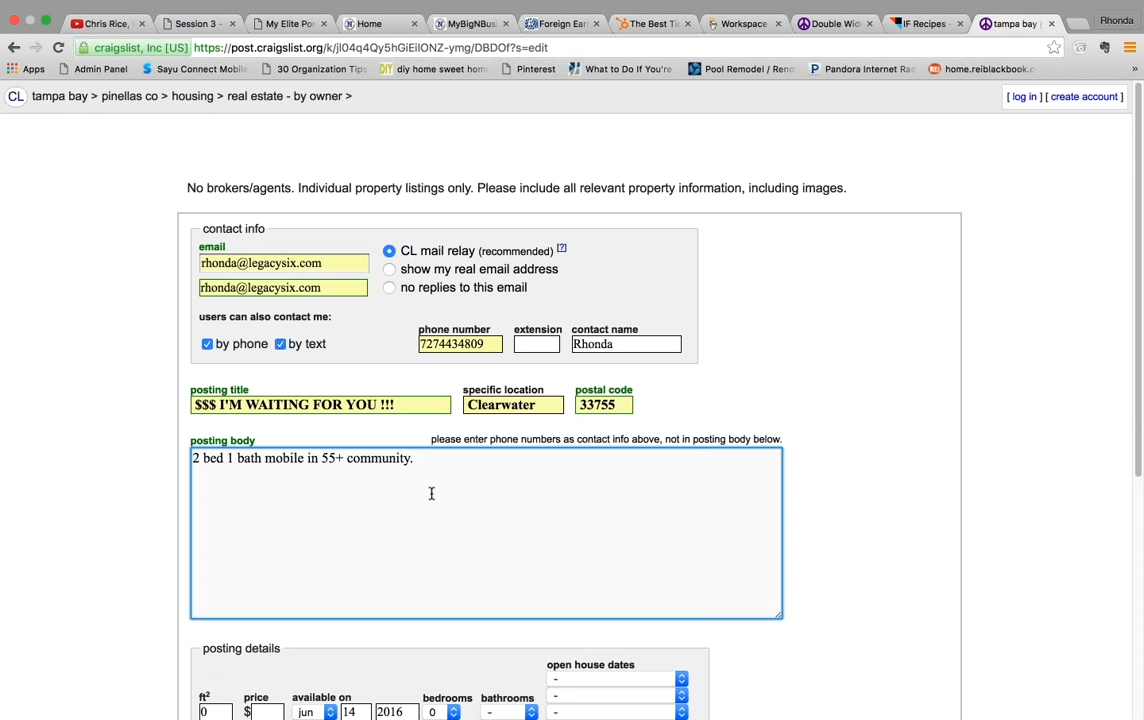 Chris Rice,
Session 3 -
My Elite Por
Home
MyBigNBus
Foreign Ear
The Best Ti
Workspace
Double Wid
IF Recipes -
tampa bay |
Rhonda
craigslist, Inc [US] https://post.craigslist.org/k/jl04q4Qy5hGiEilONZ-ymg/DBDOf?s=edit
Apps Admin Panel Sayu Connect Mobile 30 Organization Tips DIY diy home sweet home Pinterest What to Do If You're Pool Remodel / Reno Pandora Internet Rad home.reiblackbook.c »
CL tampa bay > pinellas co > housing > real estate - by owner >
[ log in ] [ create account ]
No brokers/agents. Individual property listings only. Please include all relevant property information, including images.
contact info
email
rhonda@legacysix.com
rhonda@legacysix.com
CL mail relay (recommended) [?]
show my real email address
no replies to this email
users can also contact me:
by phone by text
phone number extension contact name
7274434809 Rhonda
posting title specific location postal code
$$$ I'M WAITING FOR YOU !!! Clearwater 33755
posting body please enter phone numbers as contact info above, not in posting body below.
2 bed 1 bath mobile in 55+ community.
posting details
open house dates
-
-
ft² price available on bedrooms bathrooms
0 $ jun 14 2016 0 - -